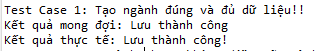 Test Case 1: Tạo ngành đúng và đủ dữ liệu!!
Kết quả mong đợi: Lưu thành công
Kết quả thực tế: Lưu thành công!